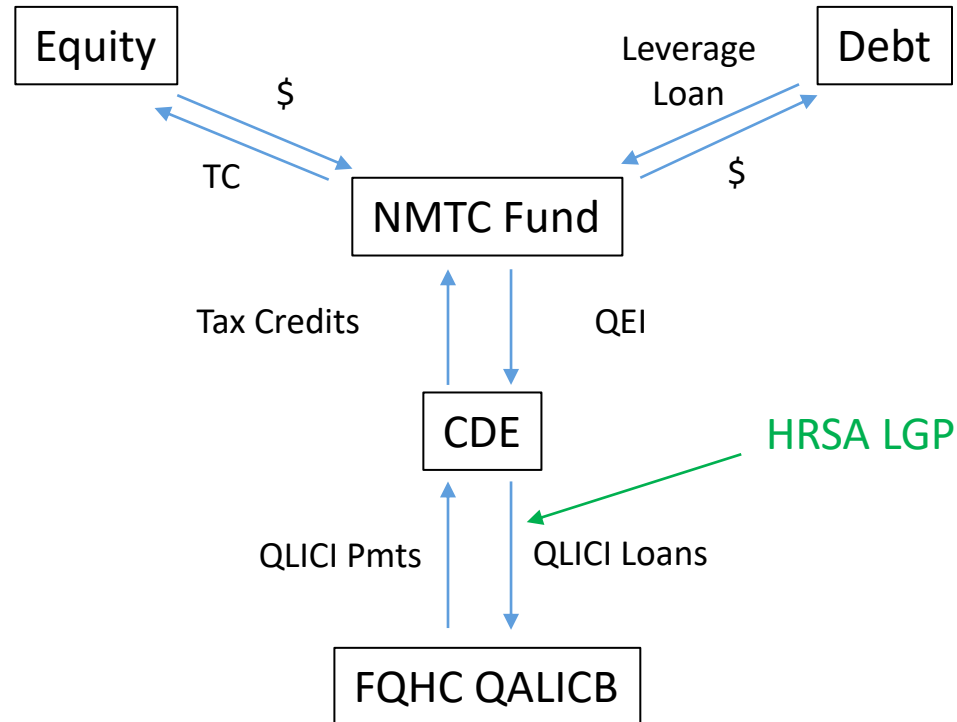 Equity
Leverage
Loan
Debt
$
TC
$
NMTC Fund
Tax Credits
QEI
CDE
HRSA LGP
QLICI Pmts
QLICI Loans
FQHC QALICB